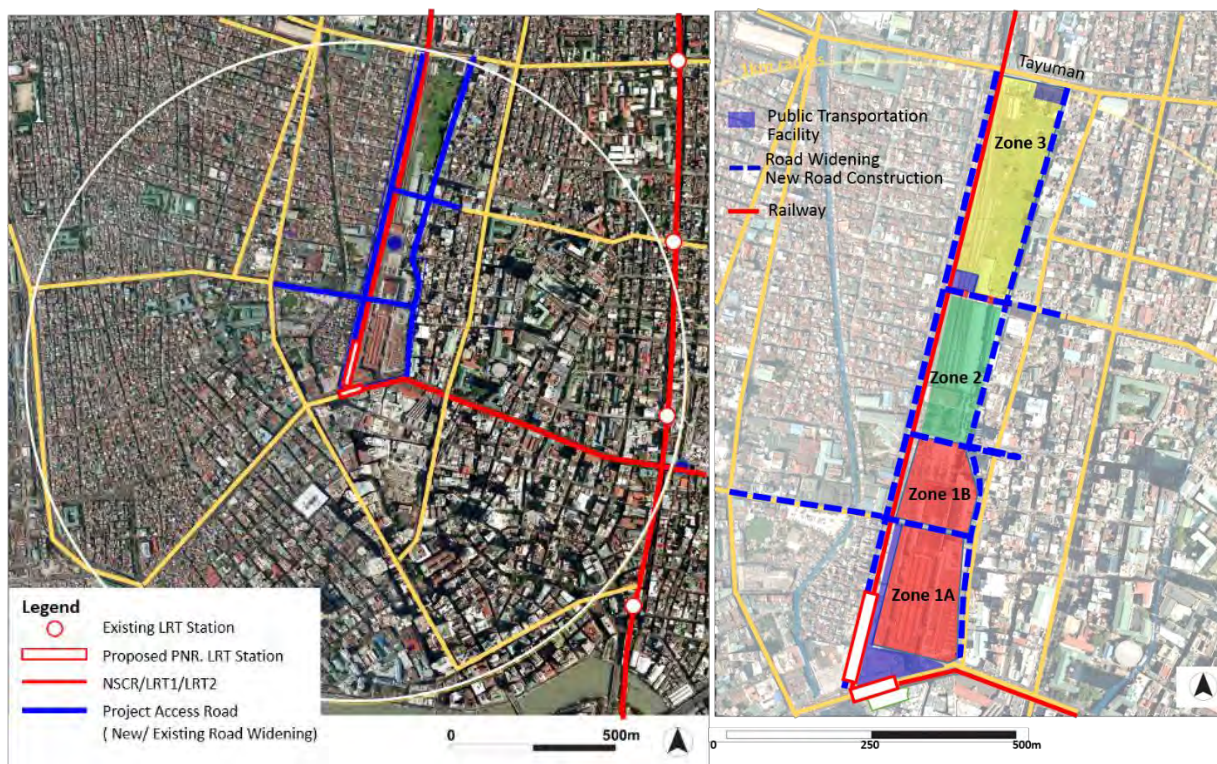 Legend
Existing LRT Station
Proposed PNR. LRT Station
NSCR/LRT1/LRT2
Project Access Road
( New/ Existing Road Widening)
0
500m
Tayuman
1km radius
Public Transportation
Facility
Road Widening
New Road Construction
Railway
Zone 3
Zone 2
Zone 1B
Zone 1A
0
250
500m